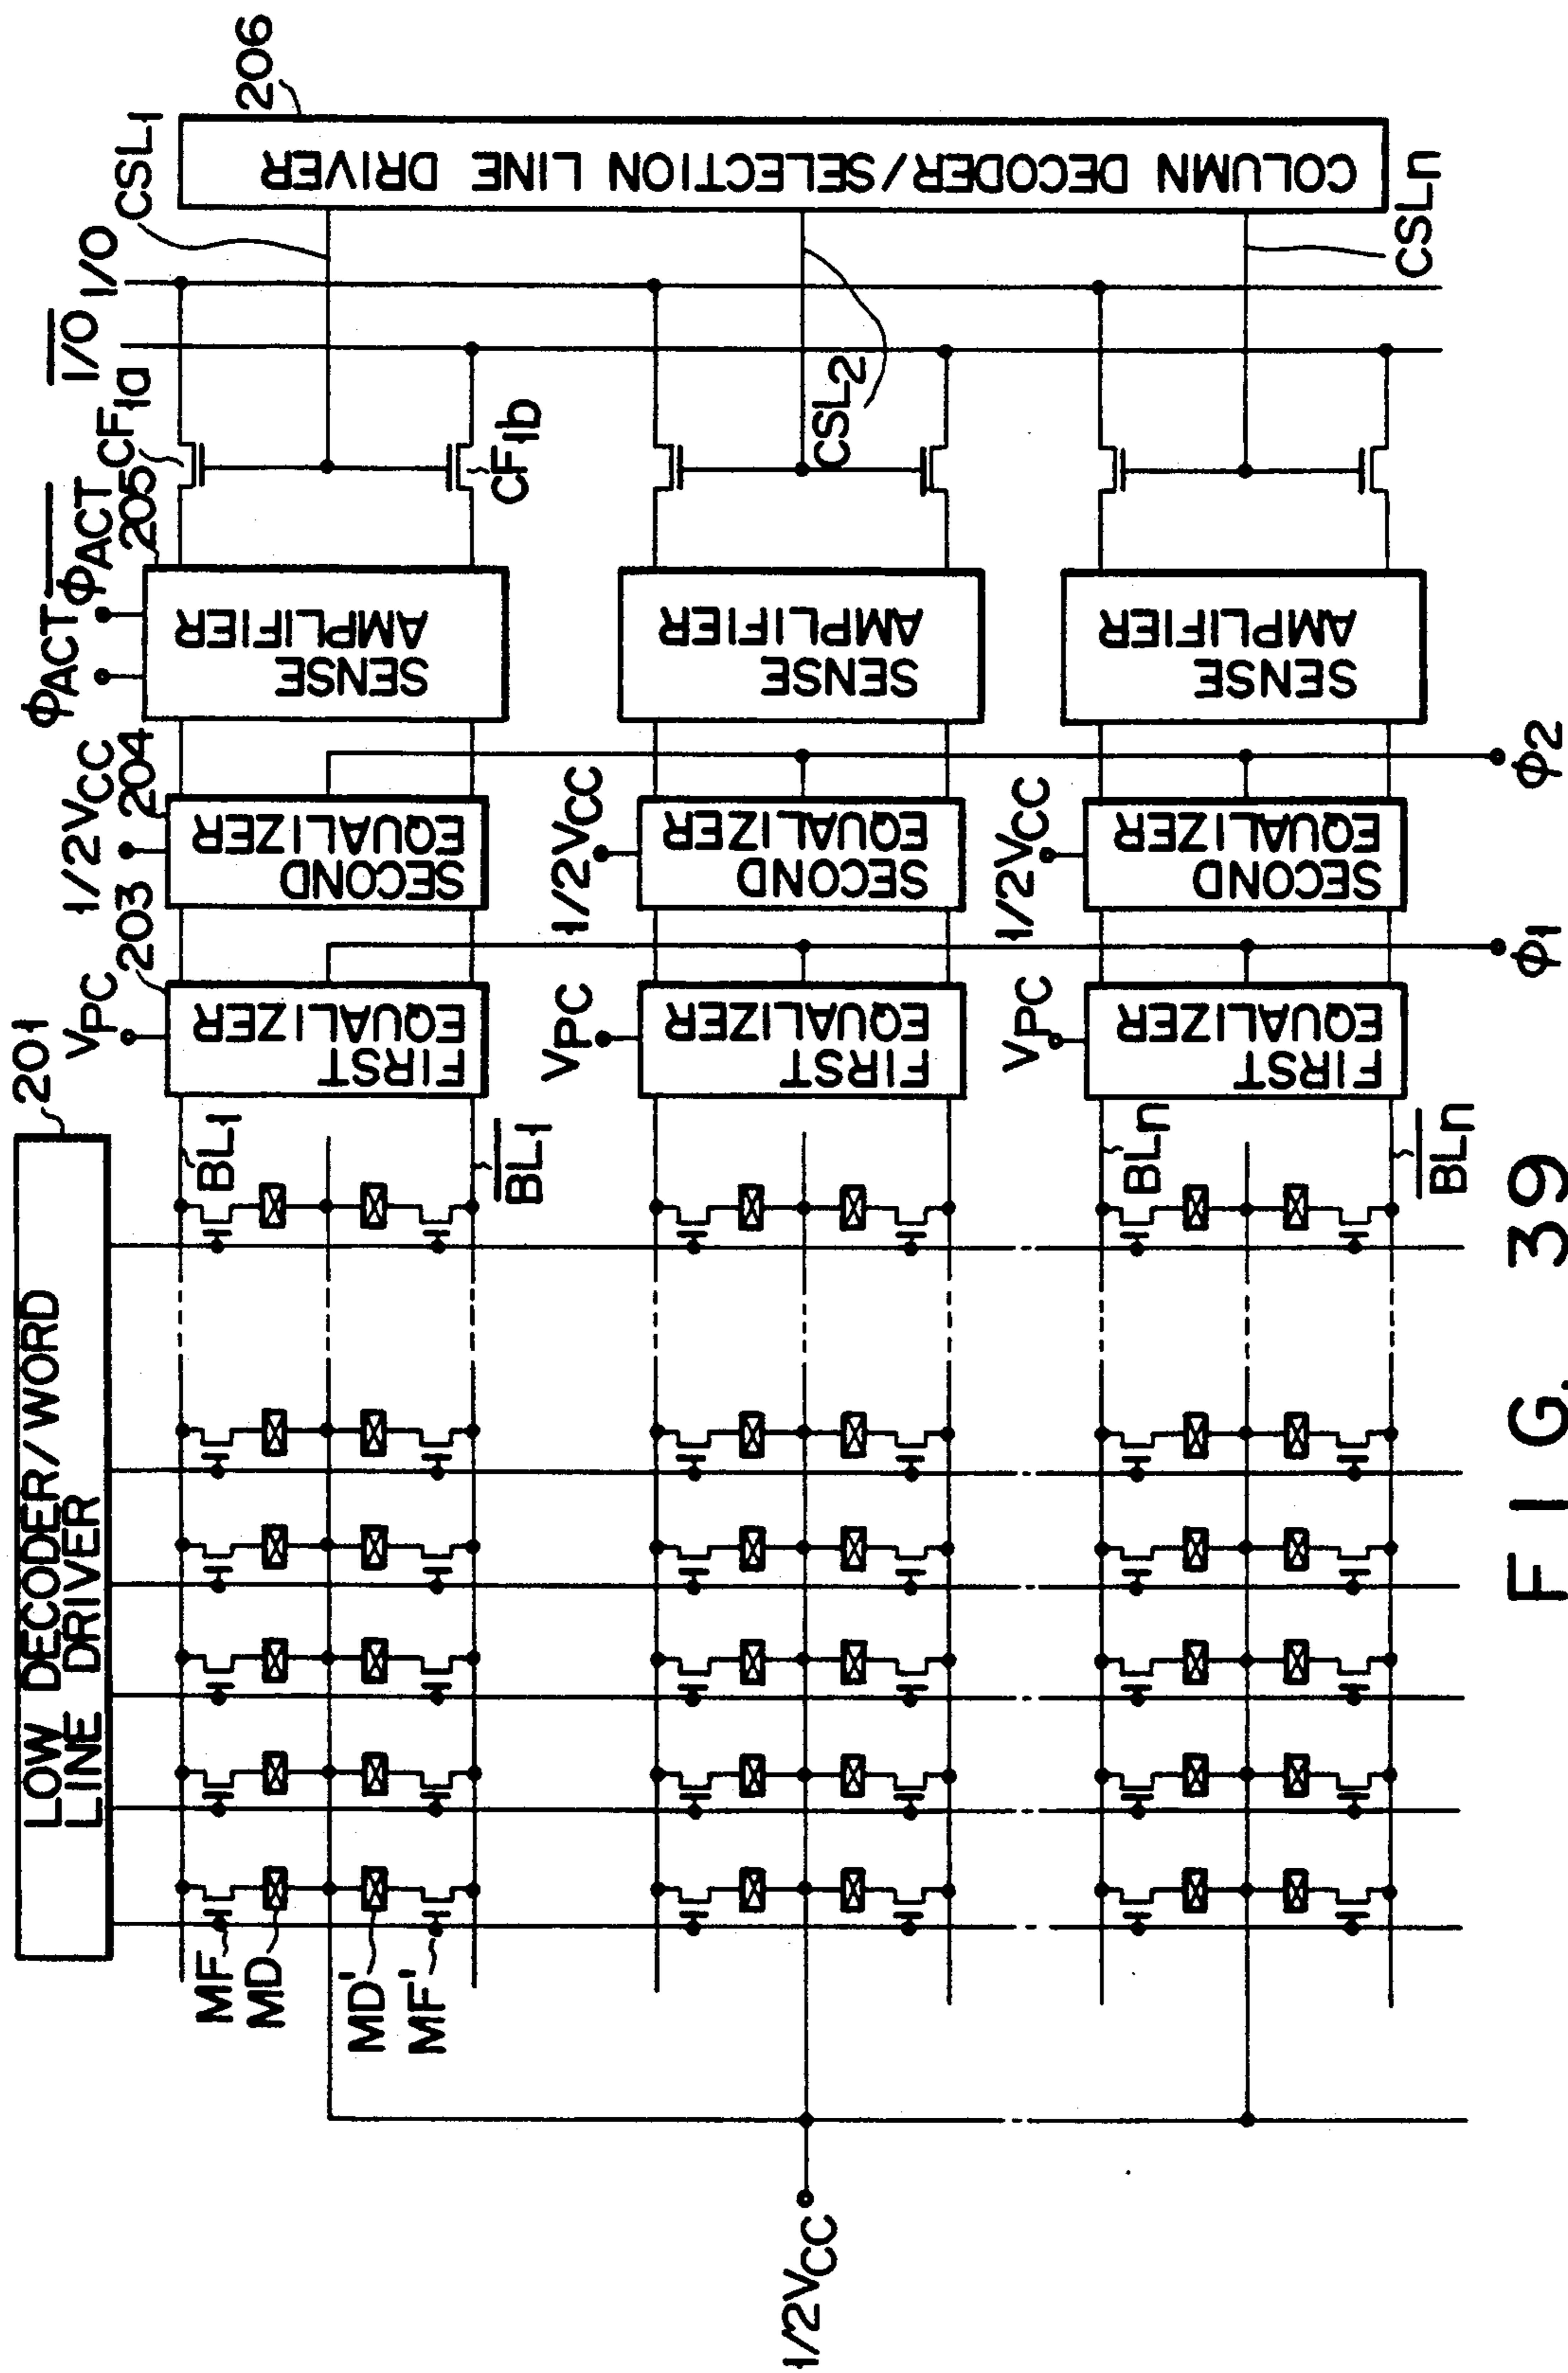 201
LOW DECODER/WORD
LINE DRIVER
MF
MD
MD'
MF'
1/2VCC
BL1
B̅L̅1̅
VPC
203
FIRST
EQUALIZER
1/2VCC
204
SECOND
EQUALIZER
φACT
φ̅A̅C̅T̅
205
SENSE
AMPLIFIER
CF1a
CF1b
I̅/̅O̅
I/O
CSL1
206
COLUMN DECODER/SELECTION LINE DRIVER
VPC
FIRST
EQUALIZER
1/2VCC
SECOND
EQUALIZER
SENSE
AMPLIFIER
CSL2
BLn
B̅L̅n̅
VPC
FIRST
EQUALIZER
1/2VCC
SECOND
EQUALIZER
SENSE
AMPLIFIER
CSLn
φ1
φ2
FIG. 39